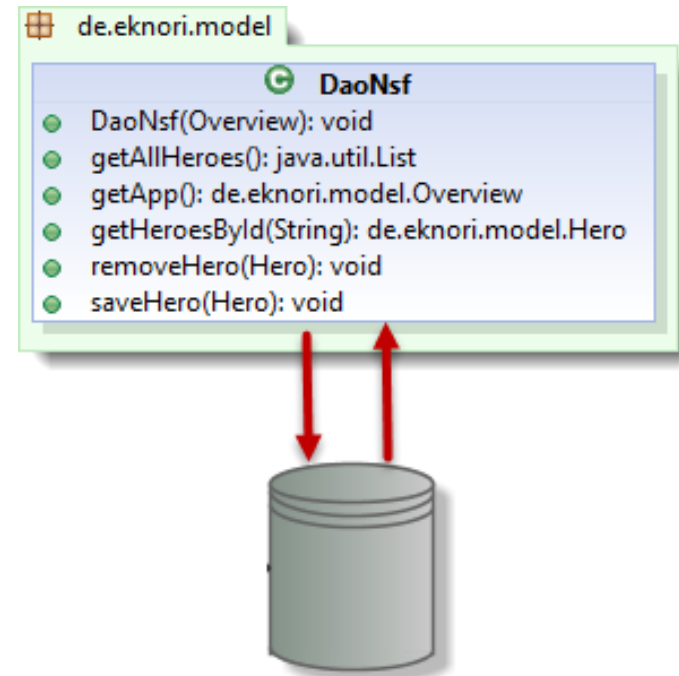 de.eknori.model
DaoNsf
DaoNsf(Overview): void
getAllHeroes(): java.util.List
getApp(): de.eknori.model.Overview
getHeroesById(String): de.eknori.model.Hero
removeHero(Hero): void
saveHero(Hero): void